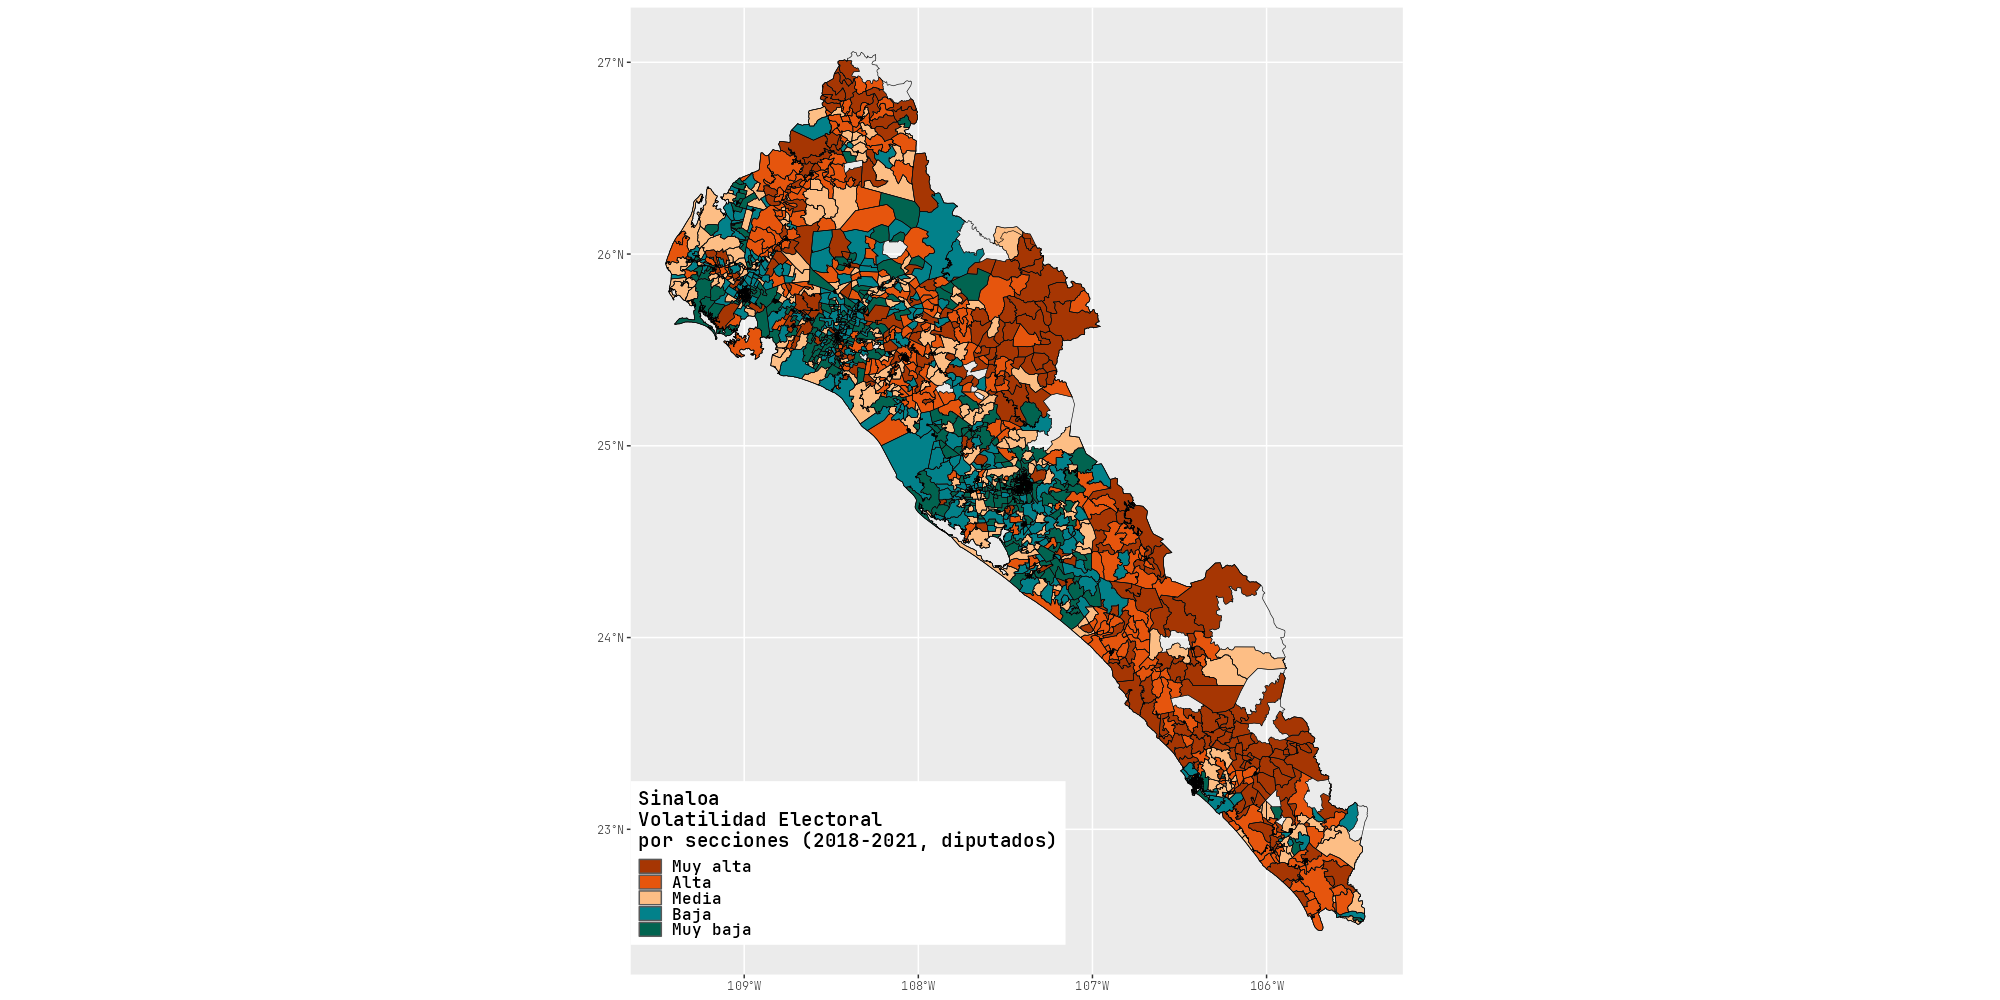 27°N
26°N
25°N
24°N
23°N
Sinaloa
Volatilidad Electoral
por secciones (2018-2021, diputados)
Muy alta
Alta
Media
Baja
Muy baja
109°W
108°W
107°W
106°W